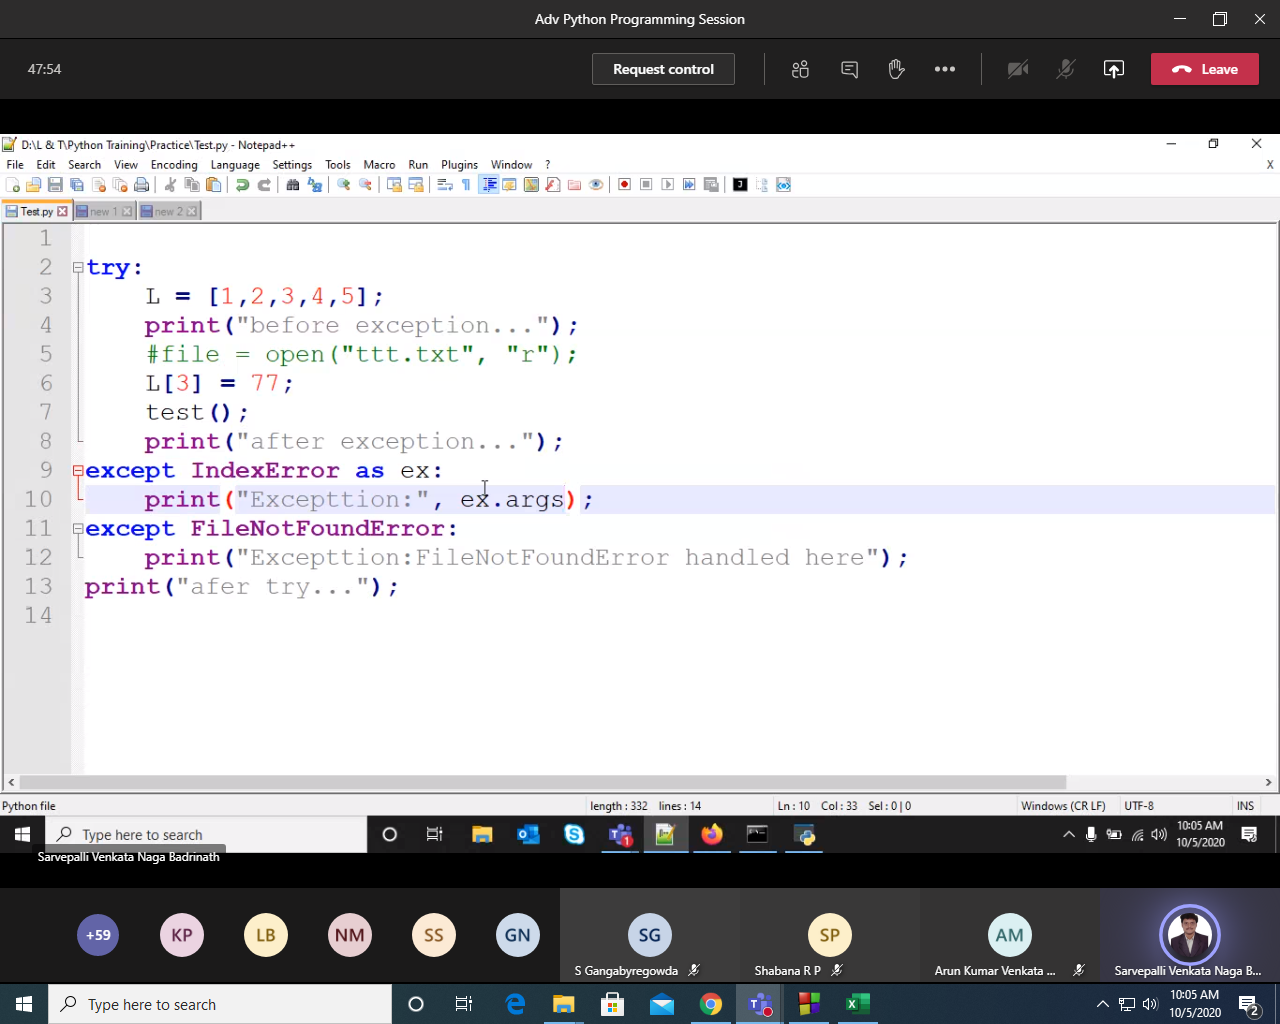 Adv Python Programming Session
47:54
Request control
Leave
D:\L & T\Python Training\Practice\Test.py - Notepad++
File Edit Search View Encoding Language Settings Tools Macro Run Plugins Window ?
X
Test.py new 1 new 2
1
2 try:
3 L = [1,2,3,4,5];
4 print("before exception...");
5 #file = open("ttt.txt", "r");
6 L[3] = 77;
7 test();
8 print("after exception...");
9 except IndexError as ex:
10 print("Excepttion:", ex.args);
11 except FileNotFoundError:
12 print("Excepttion:FileNotFoundError handled here");
13 print("afer try...");
14
Python file length : 332 lines : 14 Ln : 10 Col : 33 Sel : 0 | 0 Windows (CR LF) UTF-8 INS
Type here to search
1
10:05 AM
10/5/2020
Sarvepalli Venkata Naga Badrinath
+59 KP LB NM SS GN SG SP AM
S Gangabyregowda Shabana R P Arun Kumar Venkata ... Sarvepalli Venkata Naga B...
Type here to search
10:05 AM
10/5/2020
2